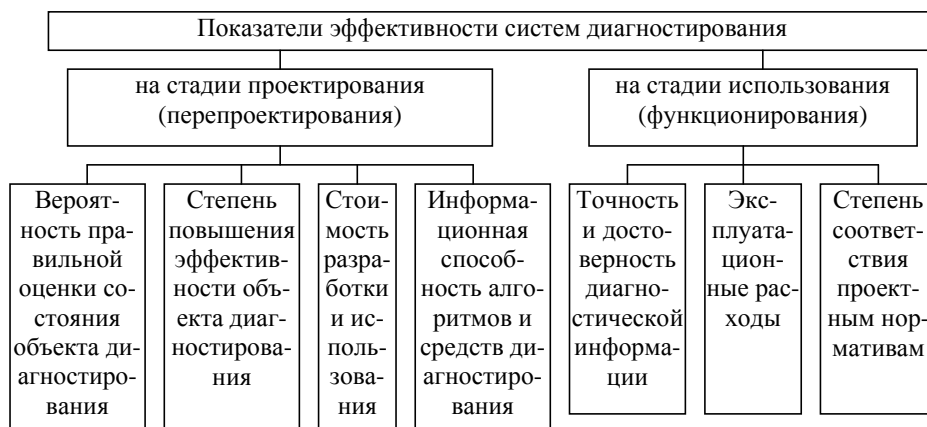 Показатели эффективности систем диагностирования
на стадии проектирования
(перепроектирования)
на стадии использования
(функционирования)
Вероят-
ность пра-
вильной
оценки со-
стояния
объекта ди-
агностиро-
вания
Степень
повышения
эффектив-
ности объ-
екта диаг-
ностирова-
ния
Стои-
мость
разра-
ботки
и ис-
поль-
зова-
ния
Информа-
ционная
способ-
ность алго-
ритмов и
средств ди-
агностиро-
вания
Точность
и досто-
верность
диагно-
стической
информа-
ции
Экс-
плуата-
цион-
ные рас-
ходы
Степень
соответ-
ствия
проект-
ным нор-
мативам